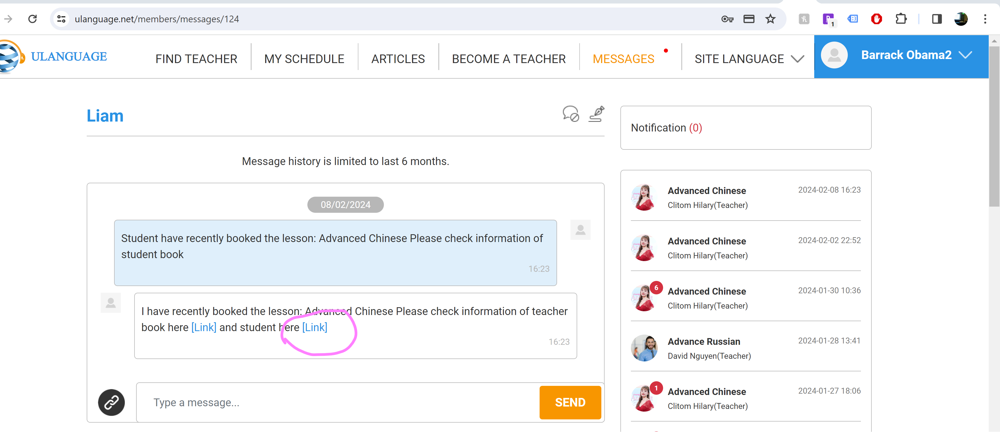 ulanguage.net/members/messages/124
1
ULANGUAGE
FIND TEACHER
MY SCHEDULE
ARTICLES
BECOME A TEACHER
MESSAGES
SITE LANGUAGE
Barrack Obama2
Liam
Message history is limited to last 6 months.
08/02/2024
Student have recently booked the lesson: Advanced Chinese Please check information of
student book
16:23
I have recently booked the lesson: Advanced Chinese Please check information of teacher
book here [Link] and student here [Link]
16:23
Type a message...
SEND
Notification (0)
Advanced Chinese
2024-02-08 16:23
Clitom Hilary(Teacher)
Advanced Chinese
2024-02-02 22:52
Clitom Hilary(Teacher)
6
Advanced Chinese
2024-01-30 10:36
Clitom Hilary(Teacher)
Advance Russian
2024-01-28 13:41
David Nguyen(Teacher)
1
Advanced Chinese
2024-01-27 18:06
Clitom Hilary(Teacher)